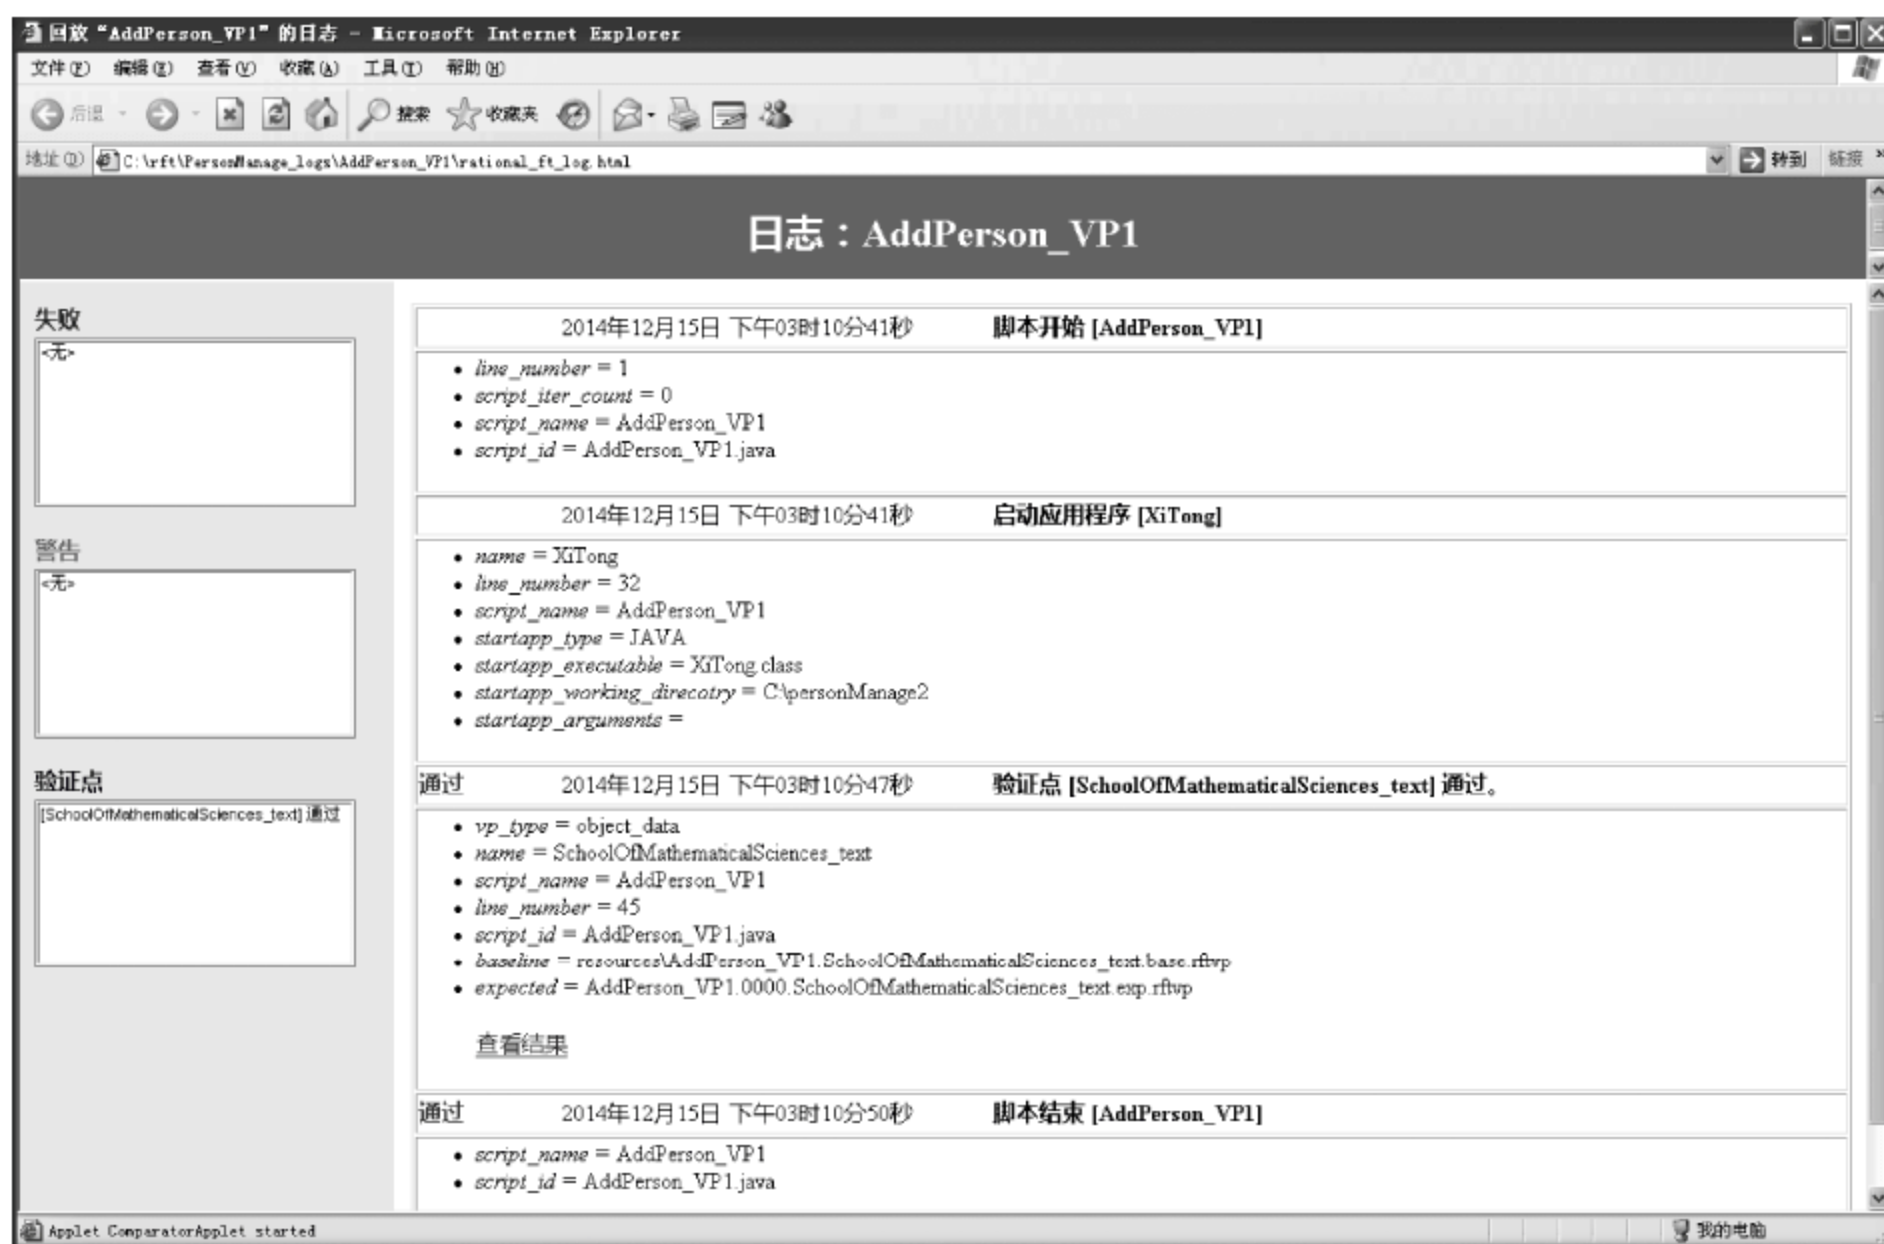 回放“AddPerson_VP1”的日志 - Microsoft Internet Explorer
文件(F) 编辑(E) 查看(V) 收藏(A) 工具(T) 帮助(H)
后退 搜索 收藏夹
地址(D) C:\rft\PersonManage_logs\AddPerson_VP1\rational_ft_log.html 转到 链接 »
日志：AddPerson_VP1
失败
<无>
警告
<无>
验证点
[SchoolOfMathematicalSciences_text] 通过
2014年12月15日 下午03时10分41秒 脚本开始 [AddPerson_VP1]
• line_number = 1
• script_iter_count = 0
• script_name = AddPerson_VP1
• script_id = AddPerson_VP1.java
2014年12月15日 下午03时10分41秒 启动应用程序 [XiTong]
• name = XiTong
• line_number = 32
• script_name = AddPerson_VP1
• startapp_type = JAVA
• startapp_executable = XiTong.class
• startapp_working_direcotry = C:\personManage2
• startapp_arguments =
通过 2014年12月15日 下午03时10分47秒 验证点 [SchoolOfMathematicalSciences_text] 通过。
• vp_type = object_data
• name = SchoolOfMathematicalSciences_text
• script_name = AddPerson_VP1
• line_number = 45
• script_id = AddPerson_VP1.java
• baseline = resources\AddPerson_VP1.SchoolOfMathematicalSciences_text.base.rftvp
• expected = AddPerson_VP1.0000.SchoolOfMathematicalSciences_text.exp.rftvp
查看结果
通过 2014年12月15日 下午03时10分50秒 脚本结束 [AddPerson_VP1]
• script_name = AddPerson_VP1
• script_id = AddPerson_VP1.java
Applet ComparatorApplet started 我的电脑